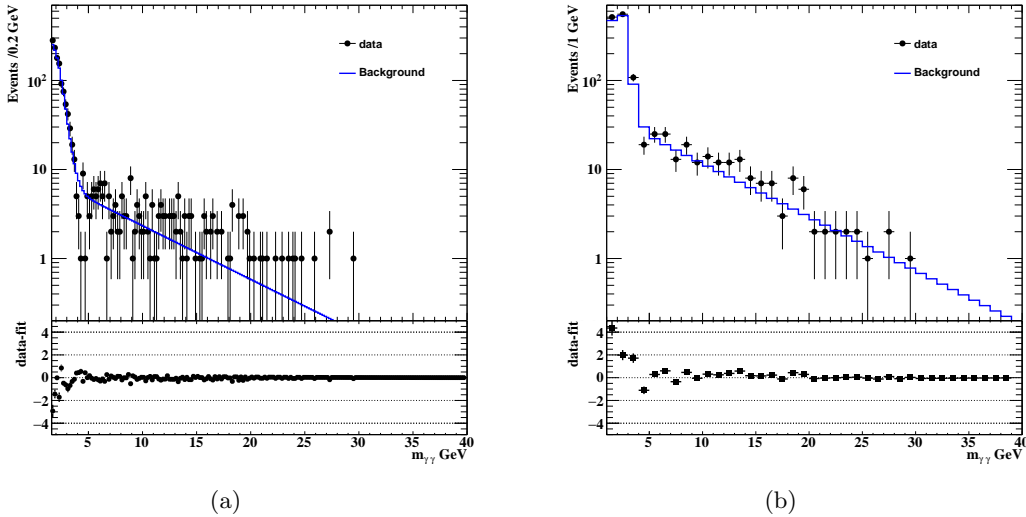 Events /0.2 GeV
10²
10
1
data
Background
data-fit
4
2
0
−2
−4
5 10 15 20 25 30 35 40
m_γγ GeV
(a)
Events /1 GeV
10²
10
1
data
Background
data-fit
4
2
0
−2
−4
5 10 15 20 25 30 35 40
m_γγ GeV
(b)